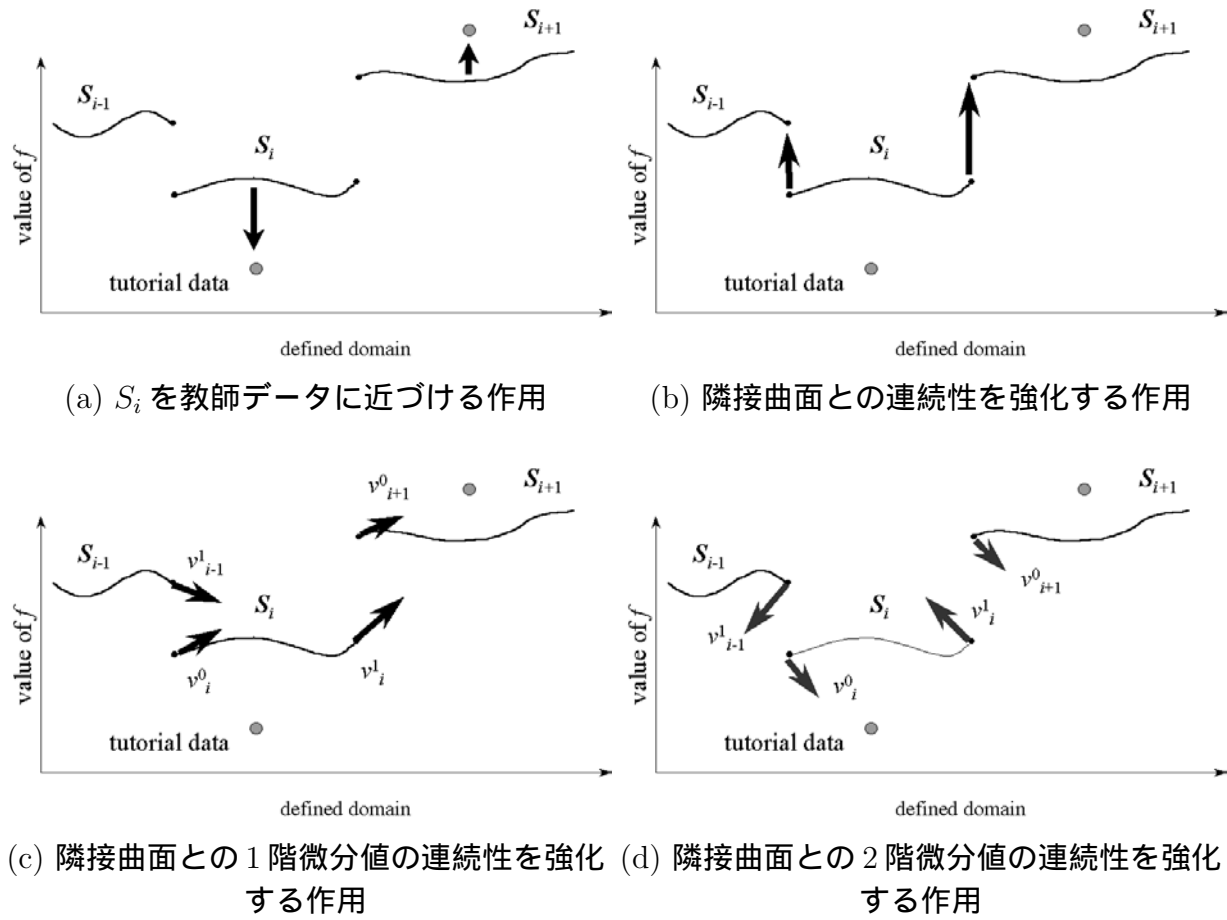 S_{i+1}
S_{i-1}
S_i
value of f
tutorial data
defined domain
(a) S_i を教師データに近づける作用
S_{i+1}
S_{i-1}
S_i
value of f
tutorial data
defined domain
(b) 隣接曲面との連続性を強化する作用
v^0_{i+1}
S_{i+1}
S_{i-1}
v^1_{i-1}
S_i
v^0_i
v^1_i
value of f
tutorial data
defined domain
(c) 隣接曲面との 1 階微分値の連続性を強化
する作用
S_{i+1}
S_{i-1}
v^0_{i+1}
S_i
v^1_i
v^1_{i-1}
v^0_i
value of f
tutorial data
defined domain
(d) 隣接曲面との 2 階微分値の連続性を強化
する作用